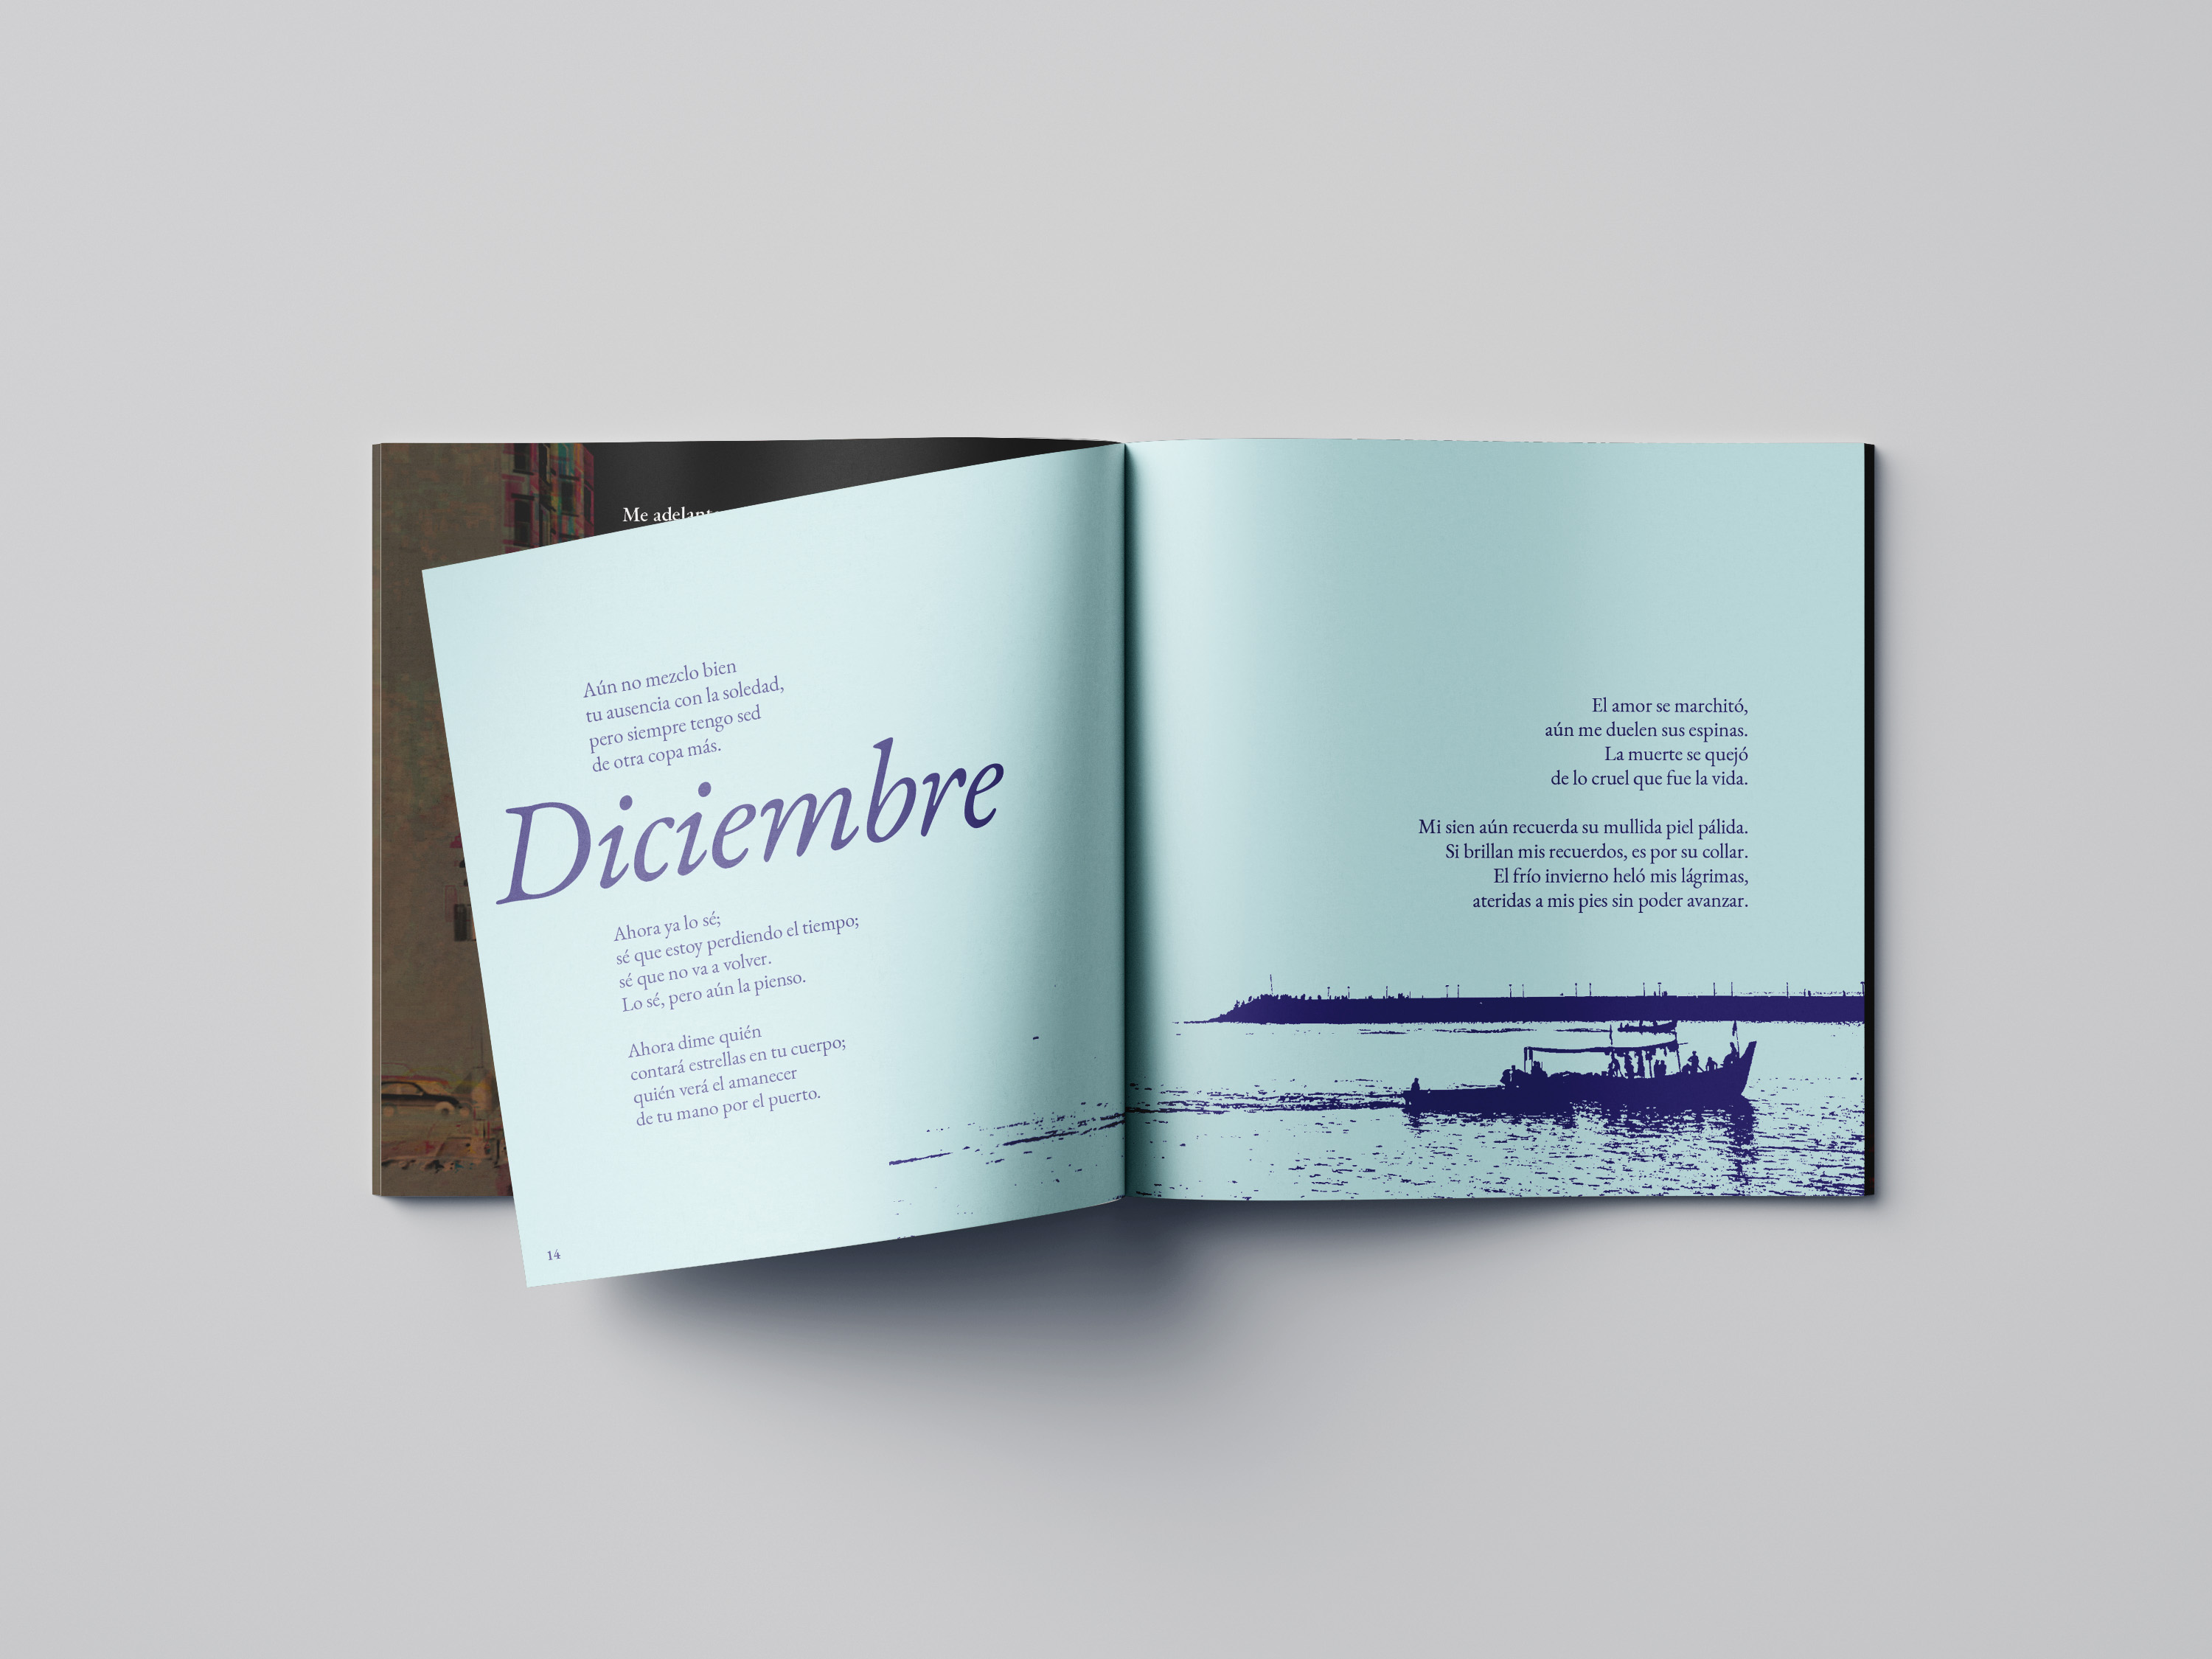 Me
Aún no mezclo bien
tu ausencia con la soledad,
pero siempre tengo sed
de otra copa más.
Diciembre
Ahora ya lo sé;
sé que estoy perdiendo el tiempo;
sé que no va a volver.
Lo sé, pero aún la pienso.
Ahora dime quién
contará estrellas en tu cuerpo;
quién verá el amanecer
de tu mano por el puerto.
14
El amor se marchitó,
aún me duelen sus espinas.
La muerte se quejó
de lo cruel que fue la vida.
Mi sien aún recuerda su mullida piel pálida.
Si brillan mis recuerdos, es por su collar.
El frío invierno heló mis lágrimas,
ateridas a mis pies sin poder avanzar.